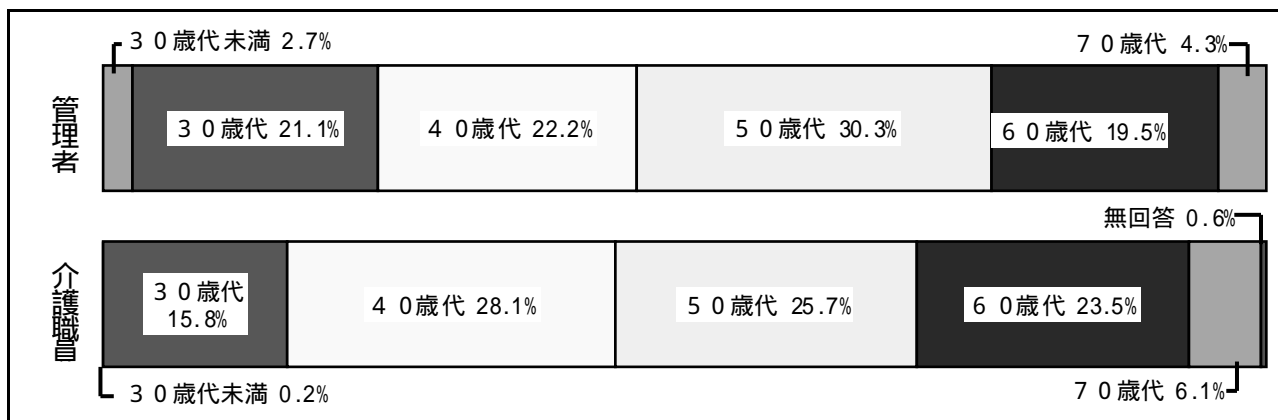 ３０歳代未満 2.7%
７０歳代 4.3%
管理者
３０歳代 21.1%
４０歳代 22.2%
５０歳代 30.3%
６０歳代 19.5%
無回答 0.6%
介護職員
３０歳代
15.8%
４０歳代 28.1%
５０歳代 25.7%
６０歳代 23.5%
３０歳代未満 0.2%
７０歳代 6.1%